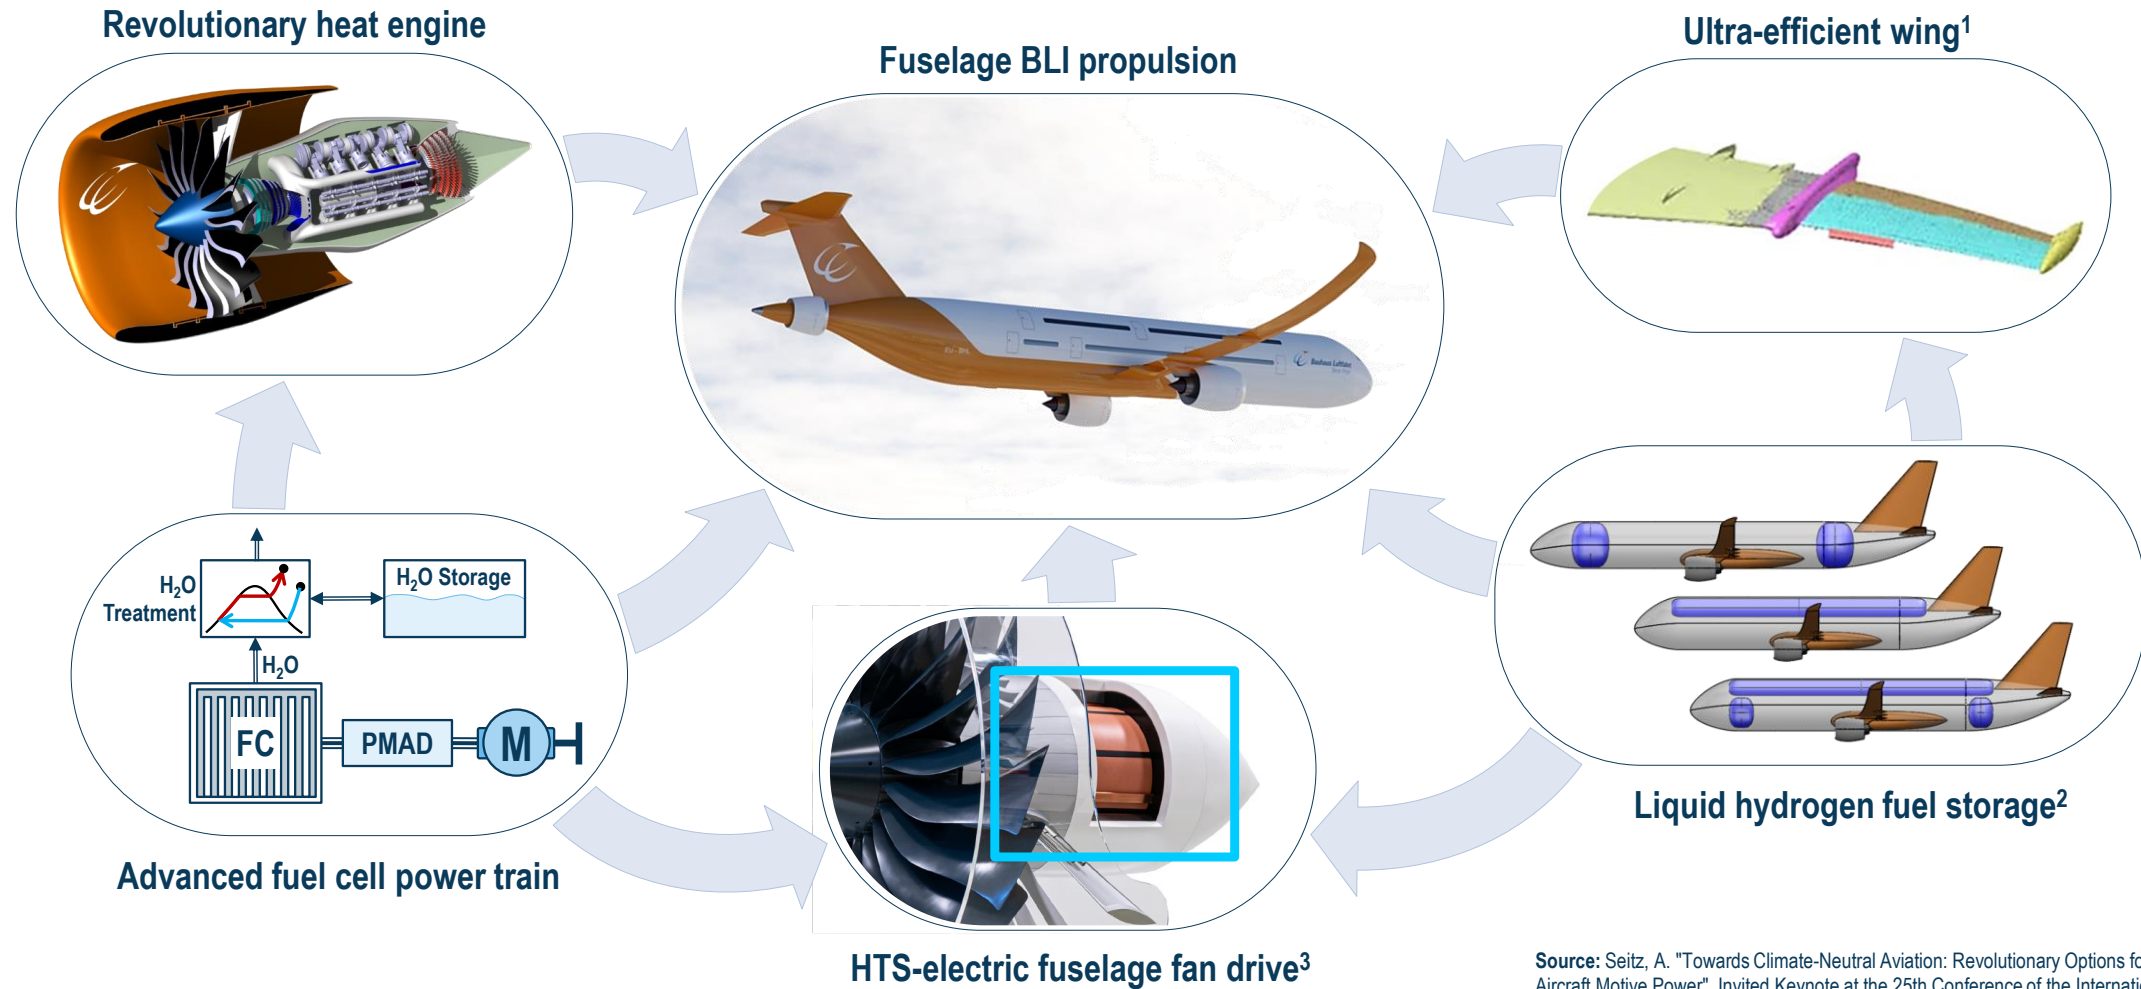 Revolutionary heat engine
Fuselage BLI propulsion
Ultra-efficient wing¹
Bauhaus Luftfahrt
H₂O
Treatment
H₂O Storage
H₂O
FC
PMAD
M
Advanced fuel cell power train
HTS-electric fuselage fan drive³
Liquid hydrogen fuel storage²
Source: Seitz, A. "Towards Climate-Neutral Aviation: Revolutionary Options fo
Aircraft Motive Power", Invited Keynote at the 25th Conference of the Internati